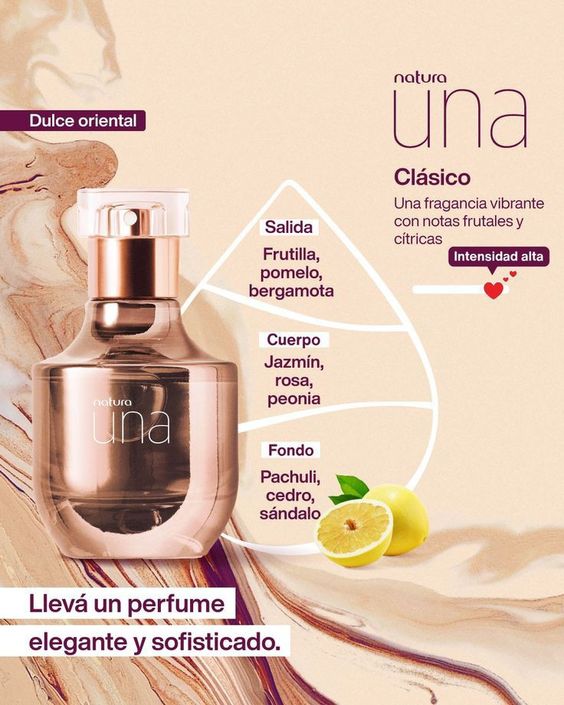 natura
una
Dulce oriental
Clásico
Una fragancia vibrante
con notas frutales y
cítricas
Intensidad alta
Salida
Frutilla,
pomelo,
bergamota
Cuerpo
Jazmín,
rosa,
peonia
natura
una
Fondo
Pachuli,
cedro,
sándalo
Llevá un perfume
elegante y sofisticado.